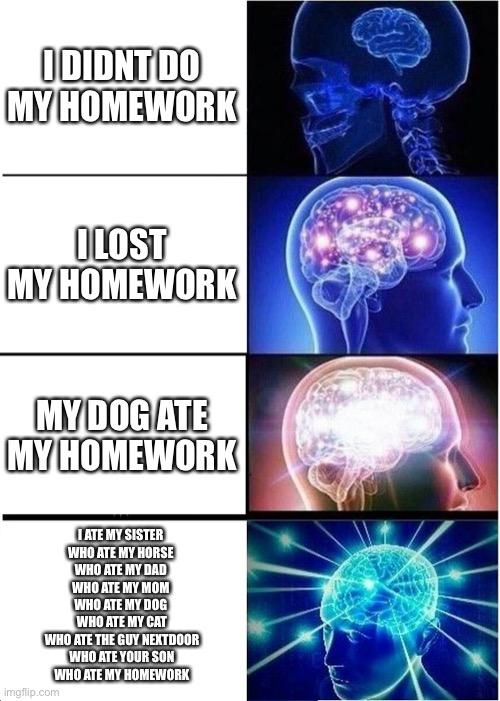 I DIDNT DO
MY HOMEWORK
I LOST
MY HOMEWORK
MY DOG ATE
MY HOMEWORK
I ATE MY SISTER
WHO ATE MY HORSE
WHO ATE MY DAD
WHO ATE MY MOM
WHO ATE MY DOG
WHO ATE MY CAT
WHO ATE THE GUY NEXTDOOR
WHO ATE YOUR SON
WHO ATE MY HOMEWORK
imgflip.com